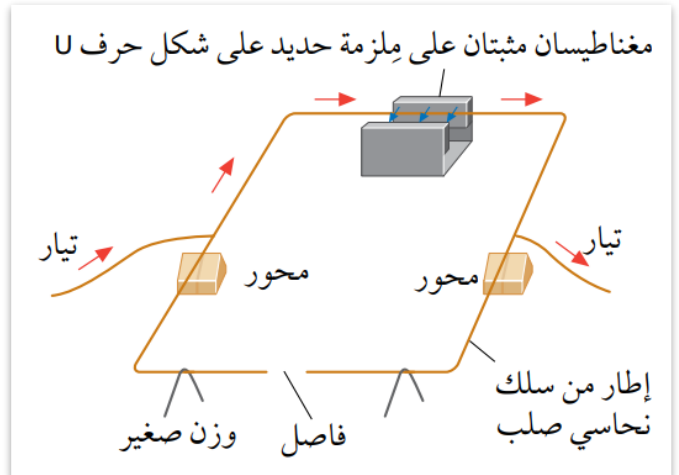 مغناطيسان مثبتان على مِلزمة حديد على شكل حرف U
تيار
تيار
محور
محور
إطار من سلك
نحاسي صلب
فاصل
وزن صغير